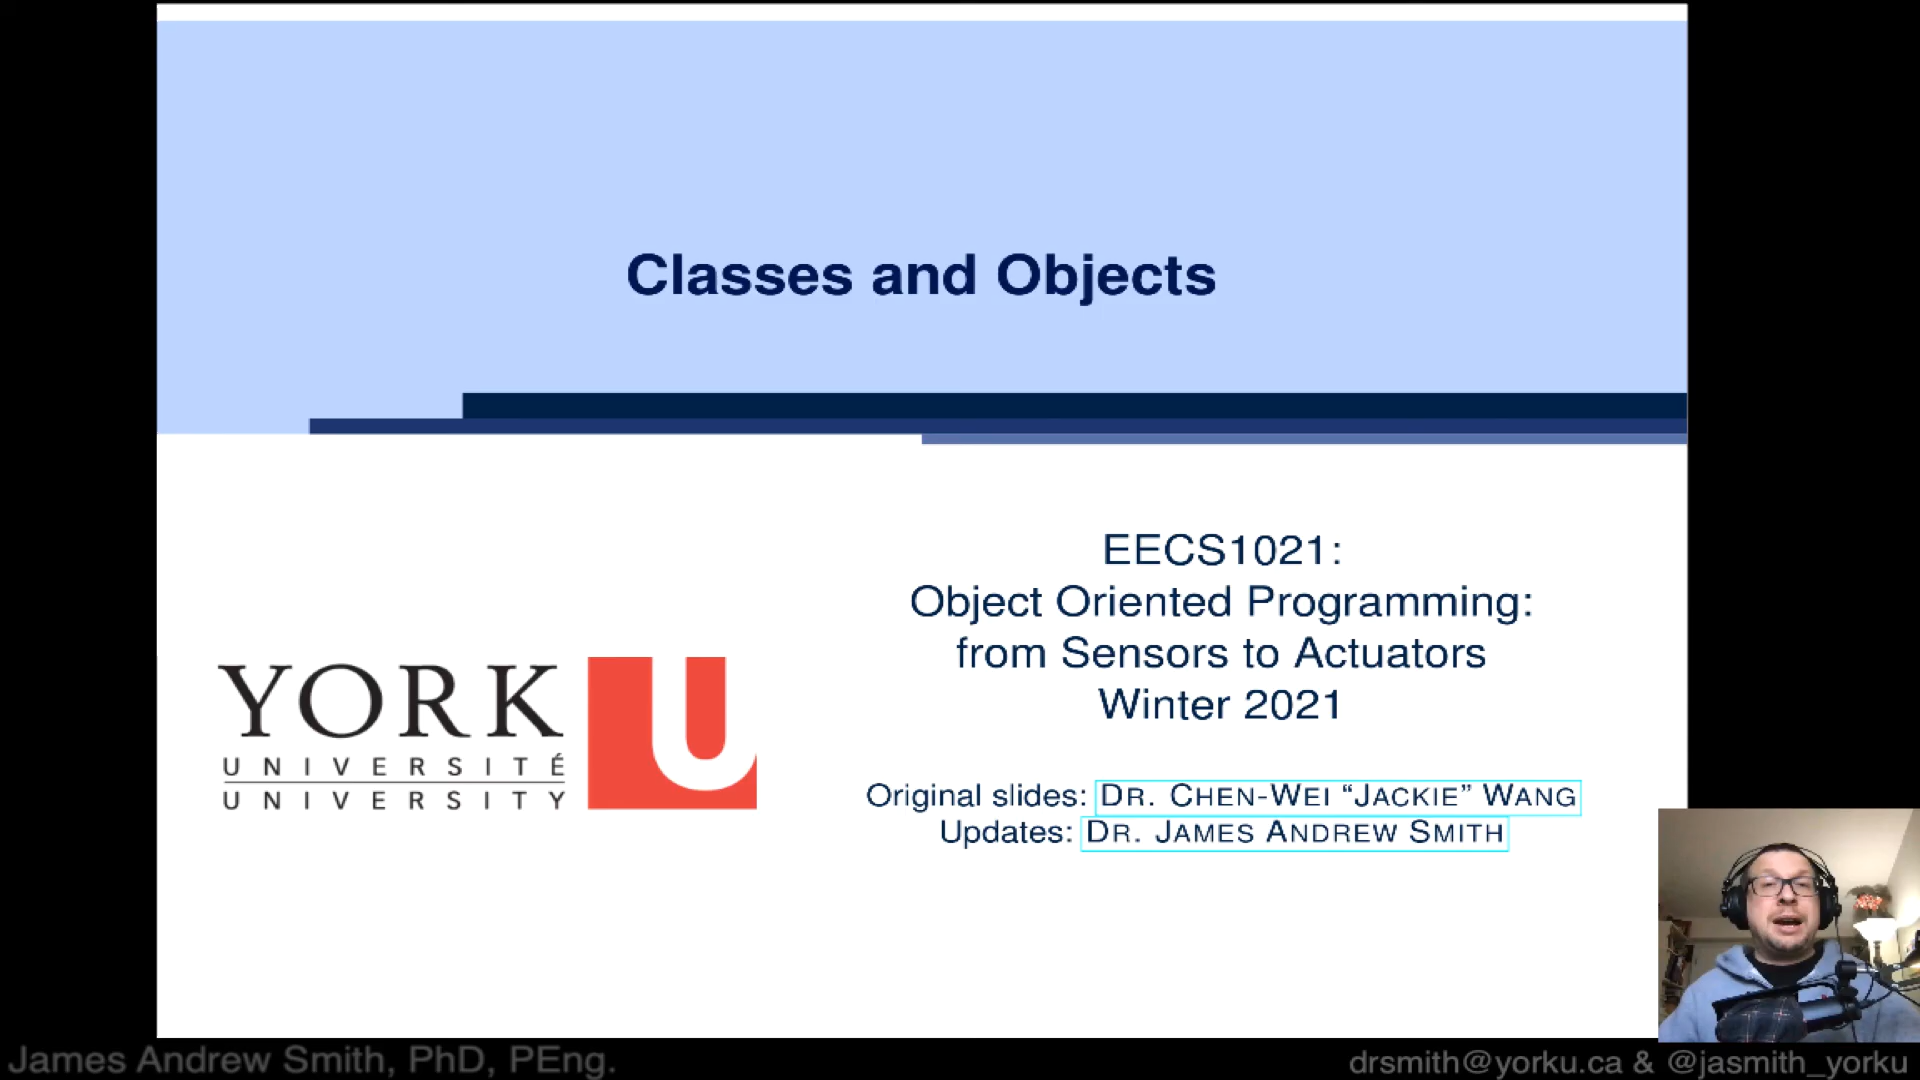 Classes and Objects
EECS1021:
Object Oriented Programming:
from Sensors to Actuators
Winter 2021
YORK U
UNIVERSITÉ
UNIVERSITY
Original slides: DR. CHEN-WEI “JACKIE” WANG
Updates: DR. JAMES ANDREW SMITH
James Andrew Smith, PhD, PEng.
drsmith@yorku.ca & @jasmith_yorku